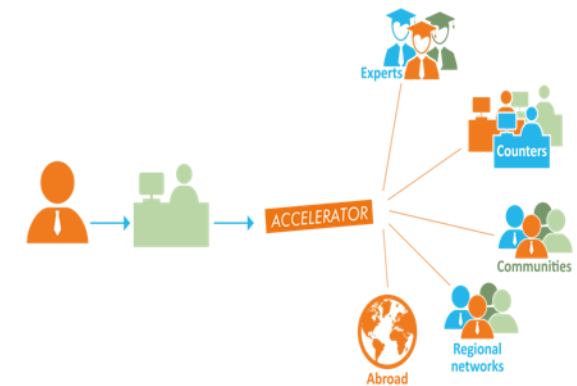 Experts
Counters
ACCELERATOR
Communities
Regional
networks
Abroad